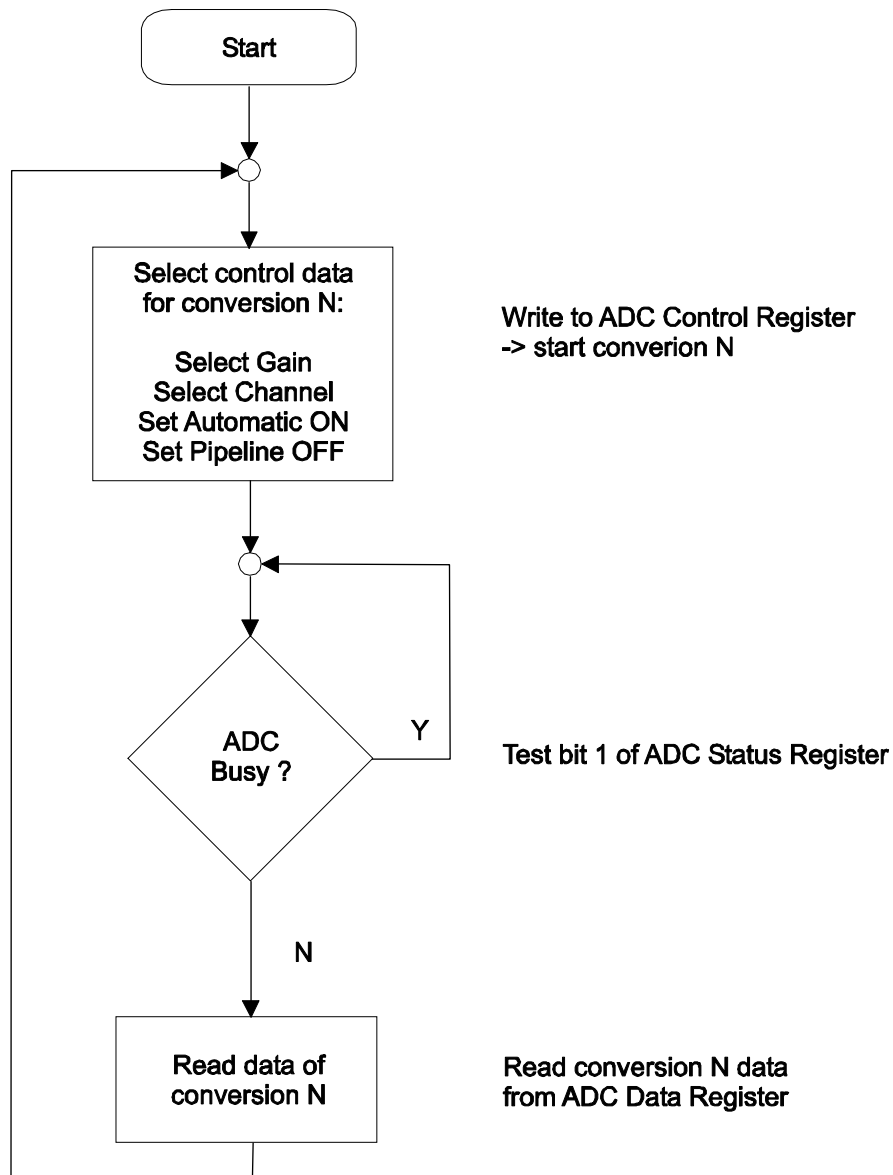 Start
Select control data
for conversion N:
Select Gain
Select Channel
Set Automatic ON
Set Pipeline OFF
Write to ADC Control Register
-> start converion N
ADC
Busy ?
Y
Test bit 1 of ADC Status Register
N
Read data of
conversion N
Read conversion N data
from ADC Data Register